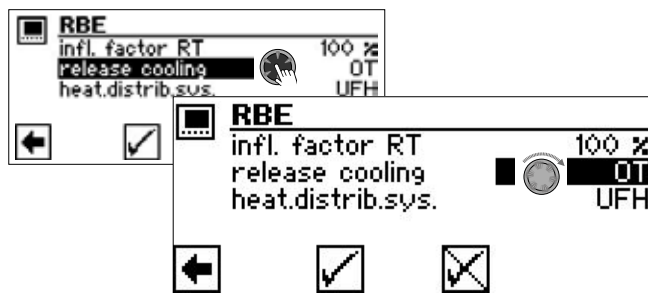 RBE
infl. factor RT 100 %
release cooling OT
heat.distrib.sys. UFH
RBE
infl. factor RT 100 %
release cooling OT
heat.distrib.sys. UFH